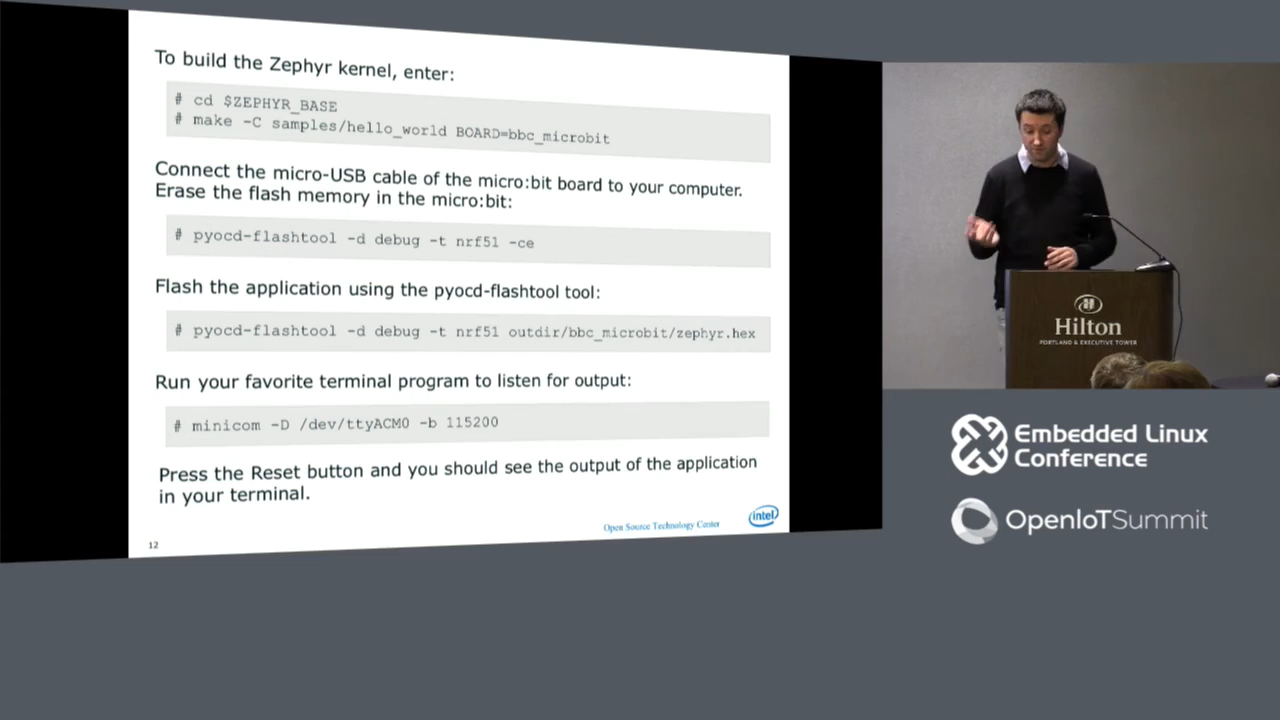 To build the Zephyr kernel, enter:
# cd $ZEPHYR_BASE
# make -C samples/hello_world BOARD=bbc_microbit
Connect the micro-USB cable of the micro:bit board to your computer.
Erase the flash memory in the micro:bit:
# pyocd-flashtool -d debug -t nrf51 -ce
Flash the application using the pyocd-flashtool tool:
# pyocd-flashtool -d debug -t nrf51 outdir/bbc_microbit/zephyr.hex
Run your favorite terminal program to listen for output:
# minicom -D /dev/ttyACM0 -b 115200
Press the Reset button and you should see the output of the application
in your terminal.
Open Source Technology Center
intel
12
Hilton
PORTLAND & EXECUTIVE TOWER
Embedded Linux
Conference
OpenIoTSummit